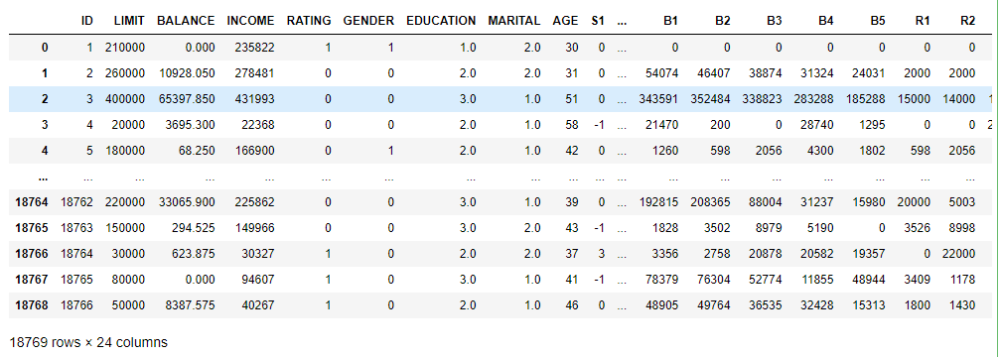 ID LIMIT BALANCE INCOME RATING GENDER EDUCATION MARITAL AGE S1 ... B1 B2 B3 B4 B5 R1 R2
0 1 210000 0.000 235822 1 1 1.0 2.0 30 0 ... 0 0 0 0 0 0 0
1 2 260000 10928.050 278481 0 0 2.0 2.0 31 0 ... 54074 46407 38874 31324 24031 2000 2000
2 3 400000 65397.850 431993 0 0 3.0 1.0 51 0 ... 343591 352484 338823 283288 185288 15000 14000
3 4 20000 3695.300 22368 0 0 2.0 1.0 58 -1 ... 21470 200 0 28740 1295 0 0
4 5 180000 68.250 166900 0 1 2.0 1.0 42 0 ... 1260 598 2056 4300 1802 598 2056
... ... ... ... ... ... ... ... ... ... ... ... ... ... ... ... ... ... ...
18764 18762 220000 33065.900 225862 0 0 3.0 1.0 39 0 ... 192815 208365 88004 31237 15980 20000 5003
18765 18763 150000 294.525 149966 0 0 3.0 2.0 43 -1 ... 1828 3502 8979 5190 0 3526 8998
18766 18764 30000 623.875 30327 1 0 2.0 2.0 37 3 ... 3356 2758 20878 20582 19357 0 22000
18767 18765 80000 0.000 94607 1 0 3.0 1.0 41 -1 ... 78379 76304 52774 11855 48944 3409 1178
18768 18766 50000 8387.575 40267 1 0 2.0 1.0 46 0 ... 48905 49764 36535 32428 15313 1800 1430
18769 rows × 24 columns